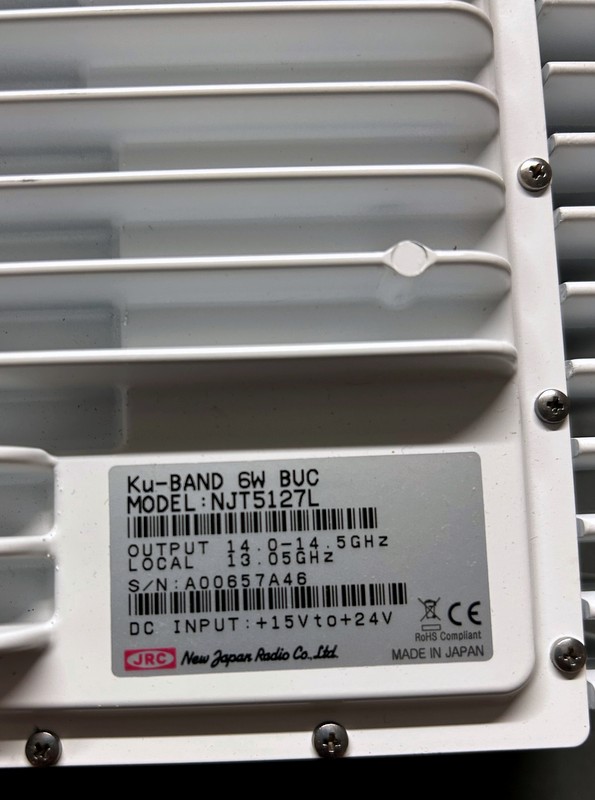 Ku-BAND 6W BUC
MODEL:NJT5127L
OUTPUT 14.0-14.5GHz
LOCAL 13.05GHz
S/N:A00657A46
DC INPUT:+15Vto+24V
CE
RoHS Compliant
JRC New Japan Radio Co.,Ltd.
MADE IN JAPAN